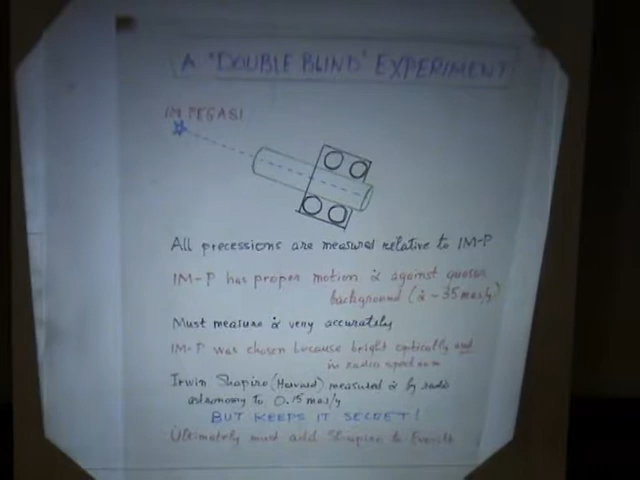 A "DOUBLE BLIND" EXPERIMENT
IM PEGASI
All precessions are measured relative to IM-P
IM-P has proper motion α̇ against quasar
background (α̇ ~ 35 mas/y)
Must measure α̇ very accurately
IM-P was chosen because bright optically and
in radio spectrum
Irwin Shapiro (Harvard) measured α̇ by radio
astronomy to 0.15 mas/y
BUT KEEPS IT SECRET!
Ultimately must add Shapiro to Everitt